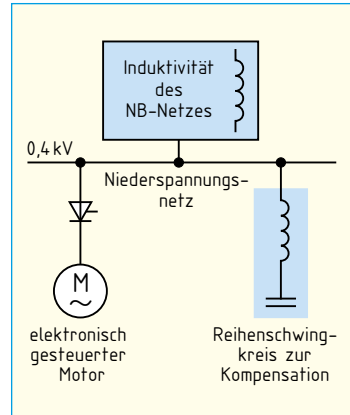 Induktivität
des
NB-Netzes
0,4 kV
Niederspannungs-
netz
M
~
elektronisch
gesteuerter
Motor
Reihenschwing-
kreis zur
Kompensation